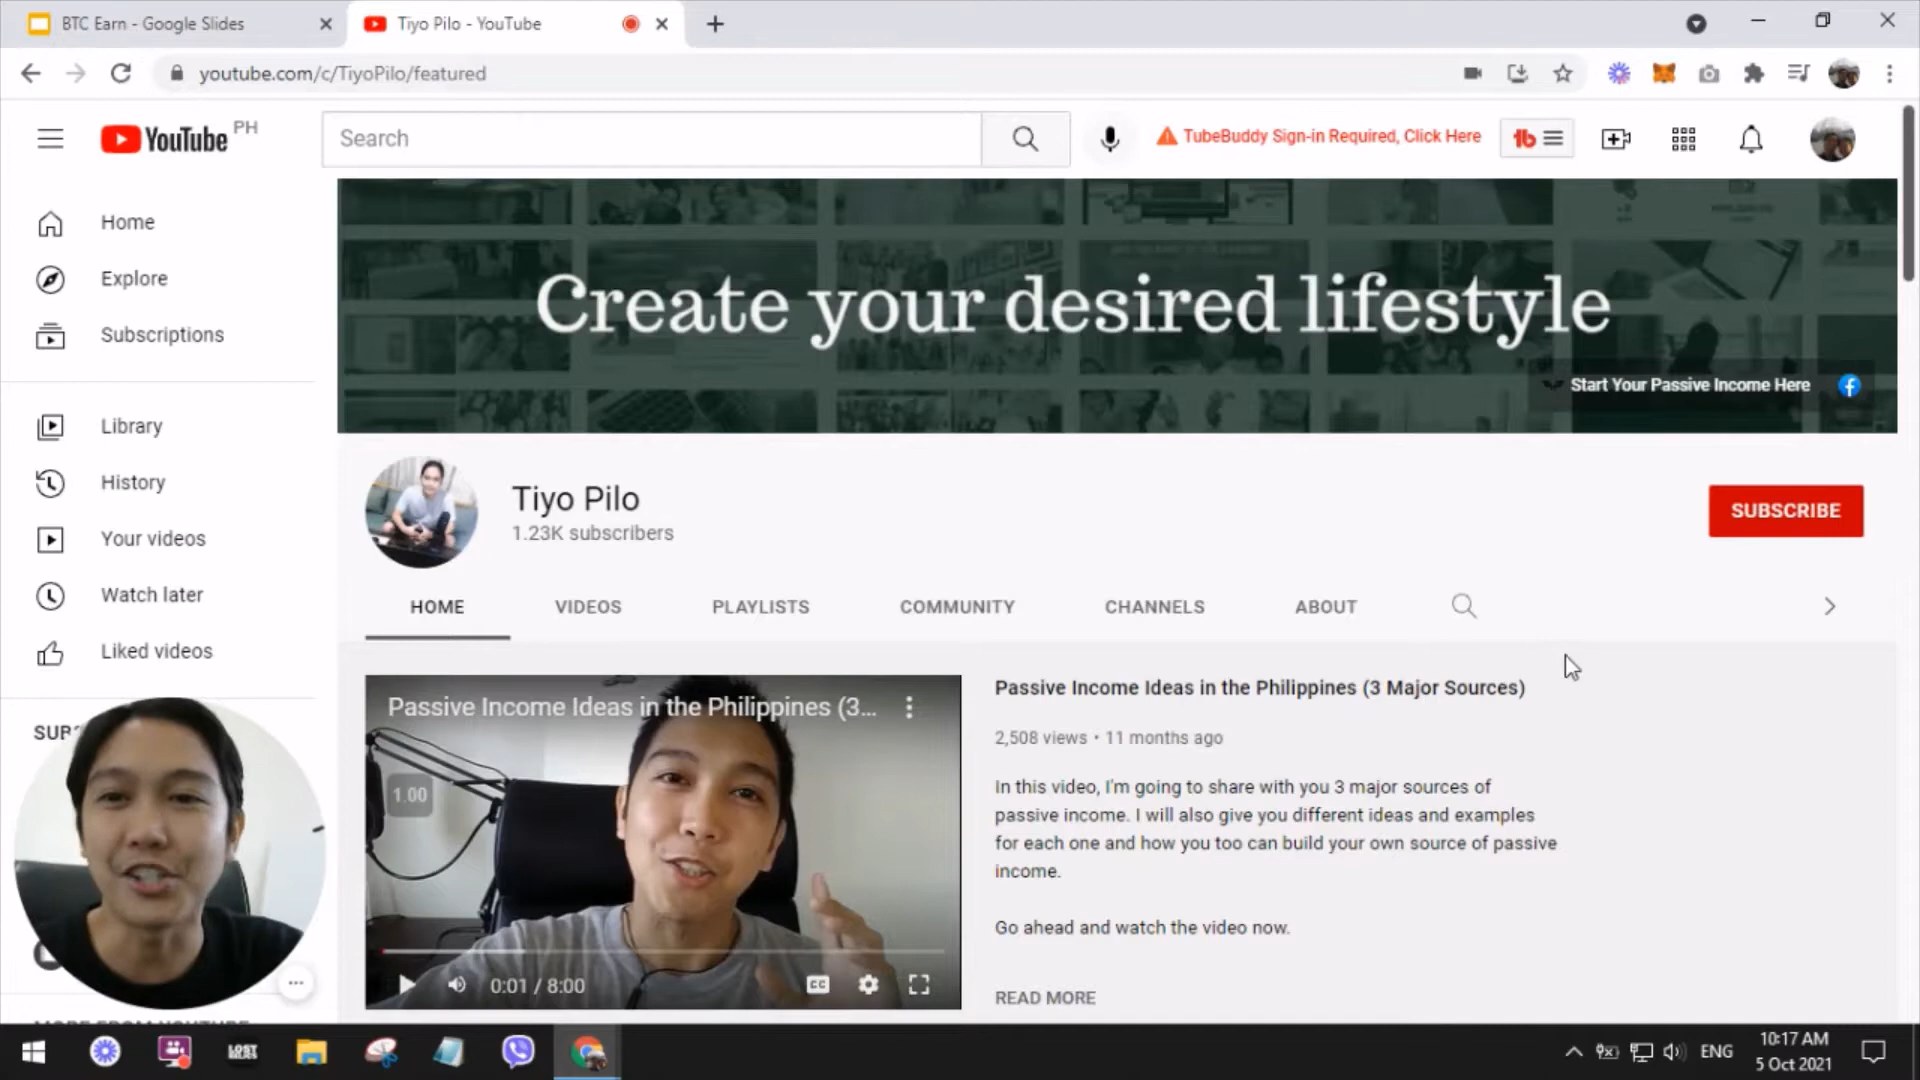 BTC Earn - Google Slides
Tiyo Pilo - YouTube
youtube.com/c/TiyoPilo/featured
YouTube PH
Search
TubeBuddy Sign-in Required, Click Here
tb
Home
Explore
Subscriptions
Library
History
Your videos
Watch later
Liked videos
Create your desired lifestyle
Start Your Passive Income Here
Tiyo Pilo
1.23K subscribers
SUBSCRIBE
HOME
VIDEOS
PLAYLISTS
COMMUNITY
CHANNELS
ABOUT
Passive Income Ideas in the Philippines (3...
1.00
0:01 / 8:00
CC
Passive Income Ideas in the Philippines (3 Major Sources)
2,508 views • 11 months ago
In this video, I'm going to share with you 3 major sources of
passive income. I will also give you different ideas and examples
for each one and how you too can build your own source of passive
income.
Go ahead and watch the video now.
READ MORE
MORE FROM YOUTUBE
ENG
10:17 AM
5 Oct 2021